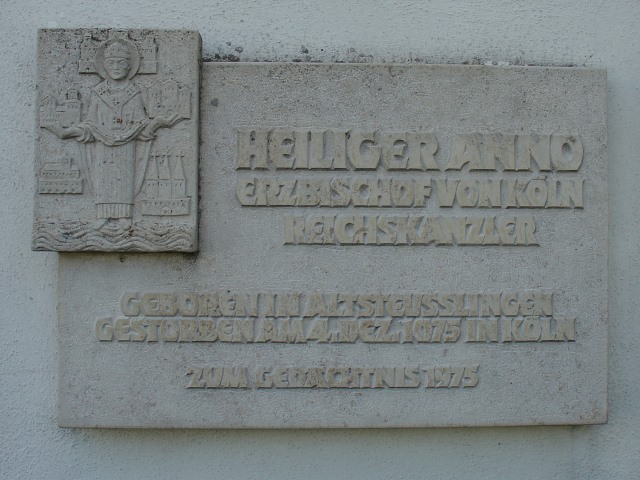 HEILIGER ANNO
ERZBISCHOF VON KÖLN
REICHSKANZLER
GEBOREN IN ALTSTEUSSLINGEN
GESTORBEN AM 4. DEZ. 1075 IN KÖLN
ZUM GEDÄCHTNIS 1975